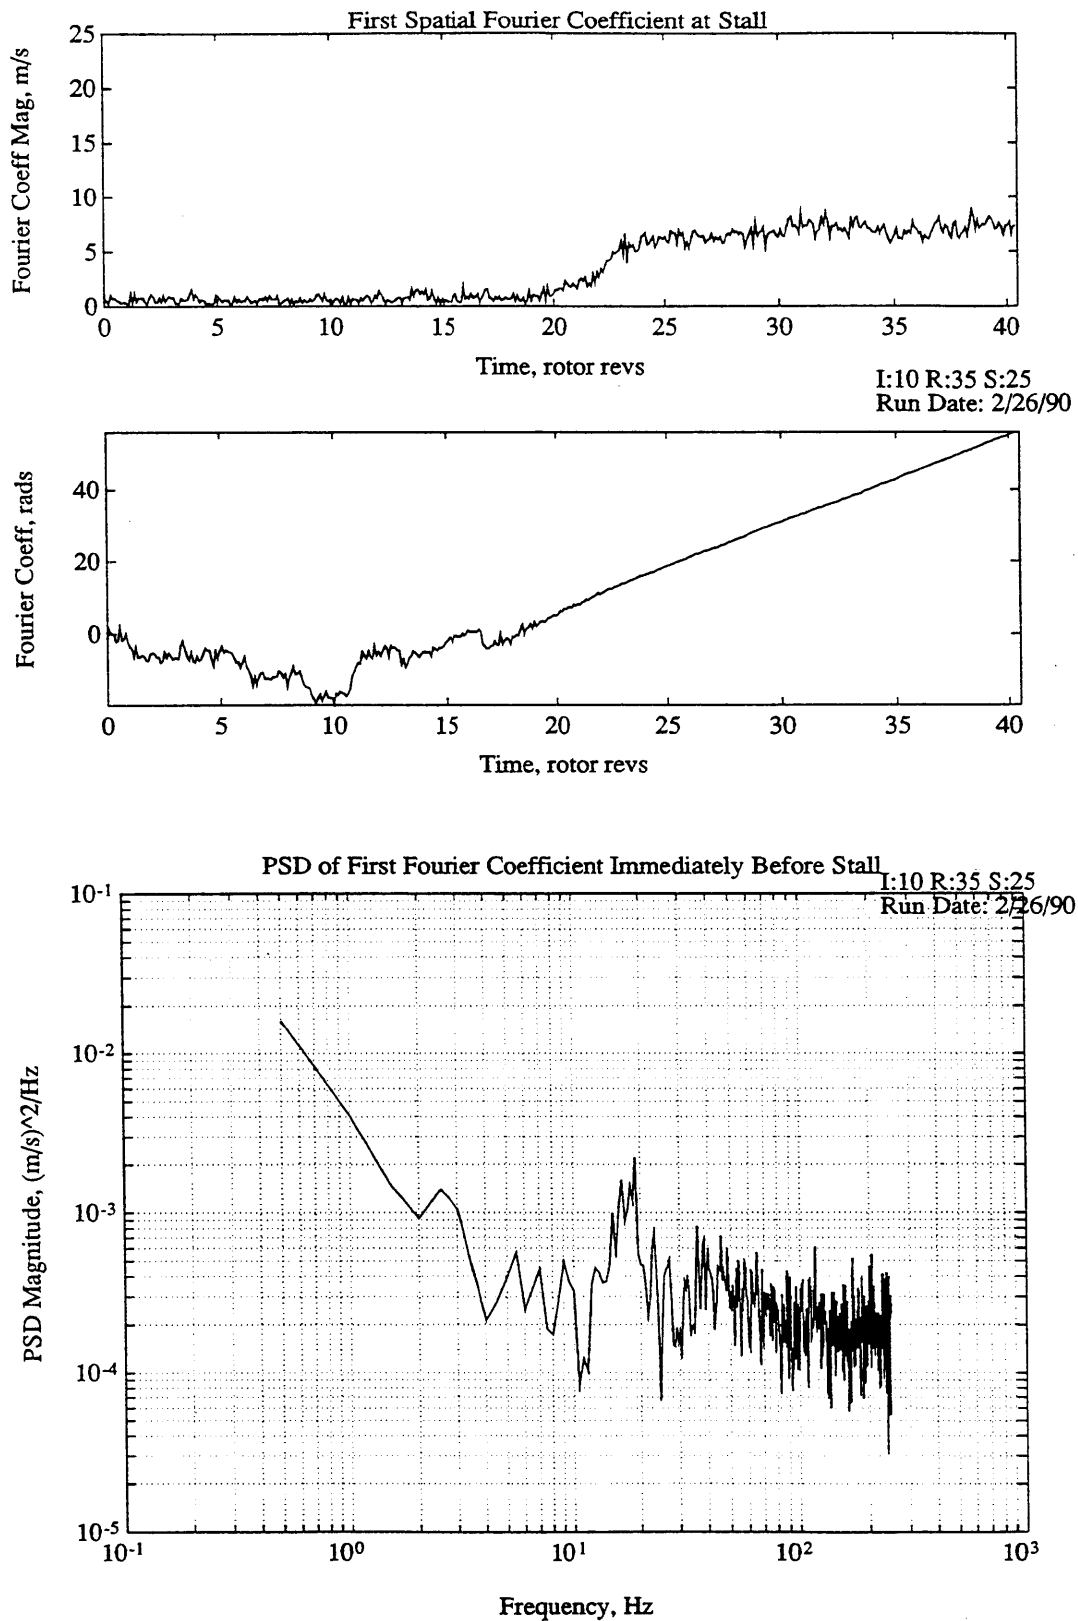 First Spatial Fourier Coefficient at Stall
25
20
15
10
5
0
Fourier Coeff Mag, m/s
0 5 10 15 20 25 30 35 40
Time, rotor revs
I:10 R:35 S:25
Run Date: 2/26/90
40
20
0
Fourier Coeff, rads
0 5 10 15 20 25 30 35 40
Time, rotor revs
PSD of First Fourier Coefficient Immediately Before Stall
I:10 R:35 S:25
Run Date: 2/26/90
10-1
10-2
10-3
10-4
10-5
PSD Magnitude, (m/s)^2/Hz
10-1 100 101 102 103
Frequency, Hz